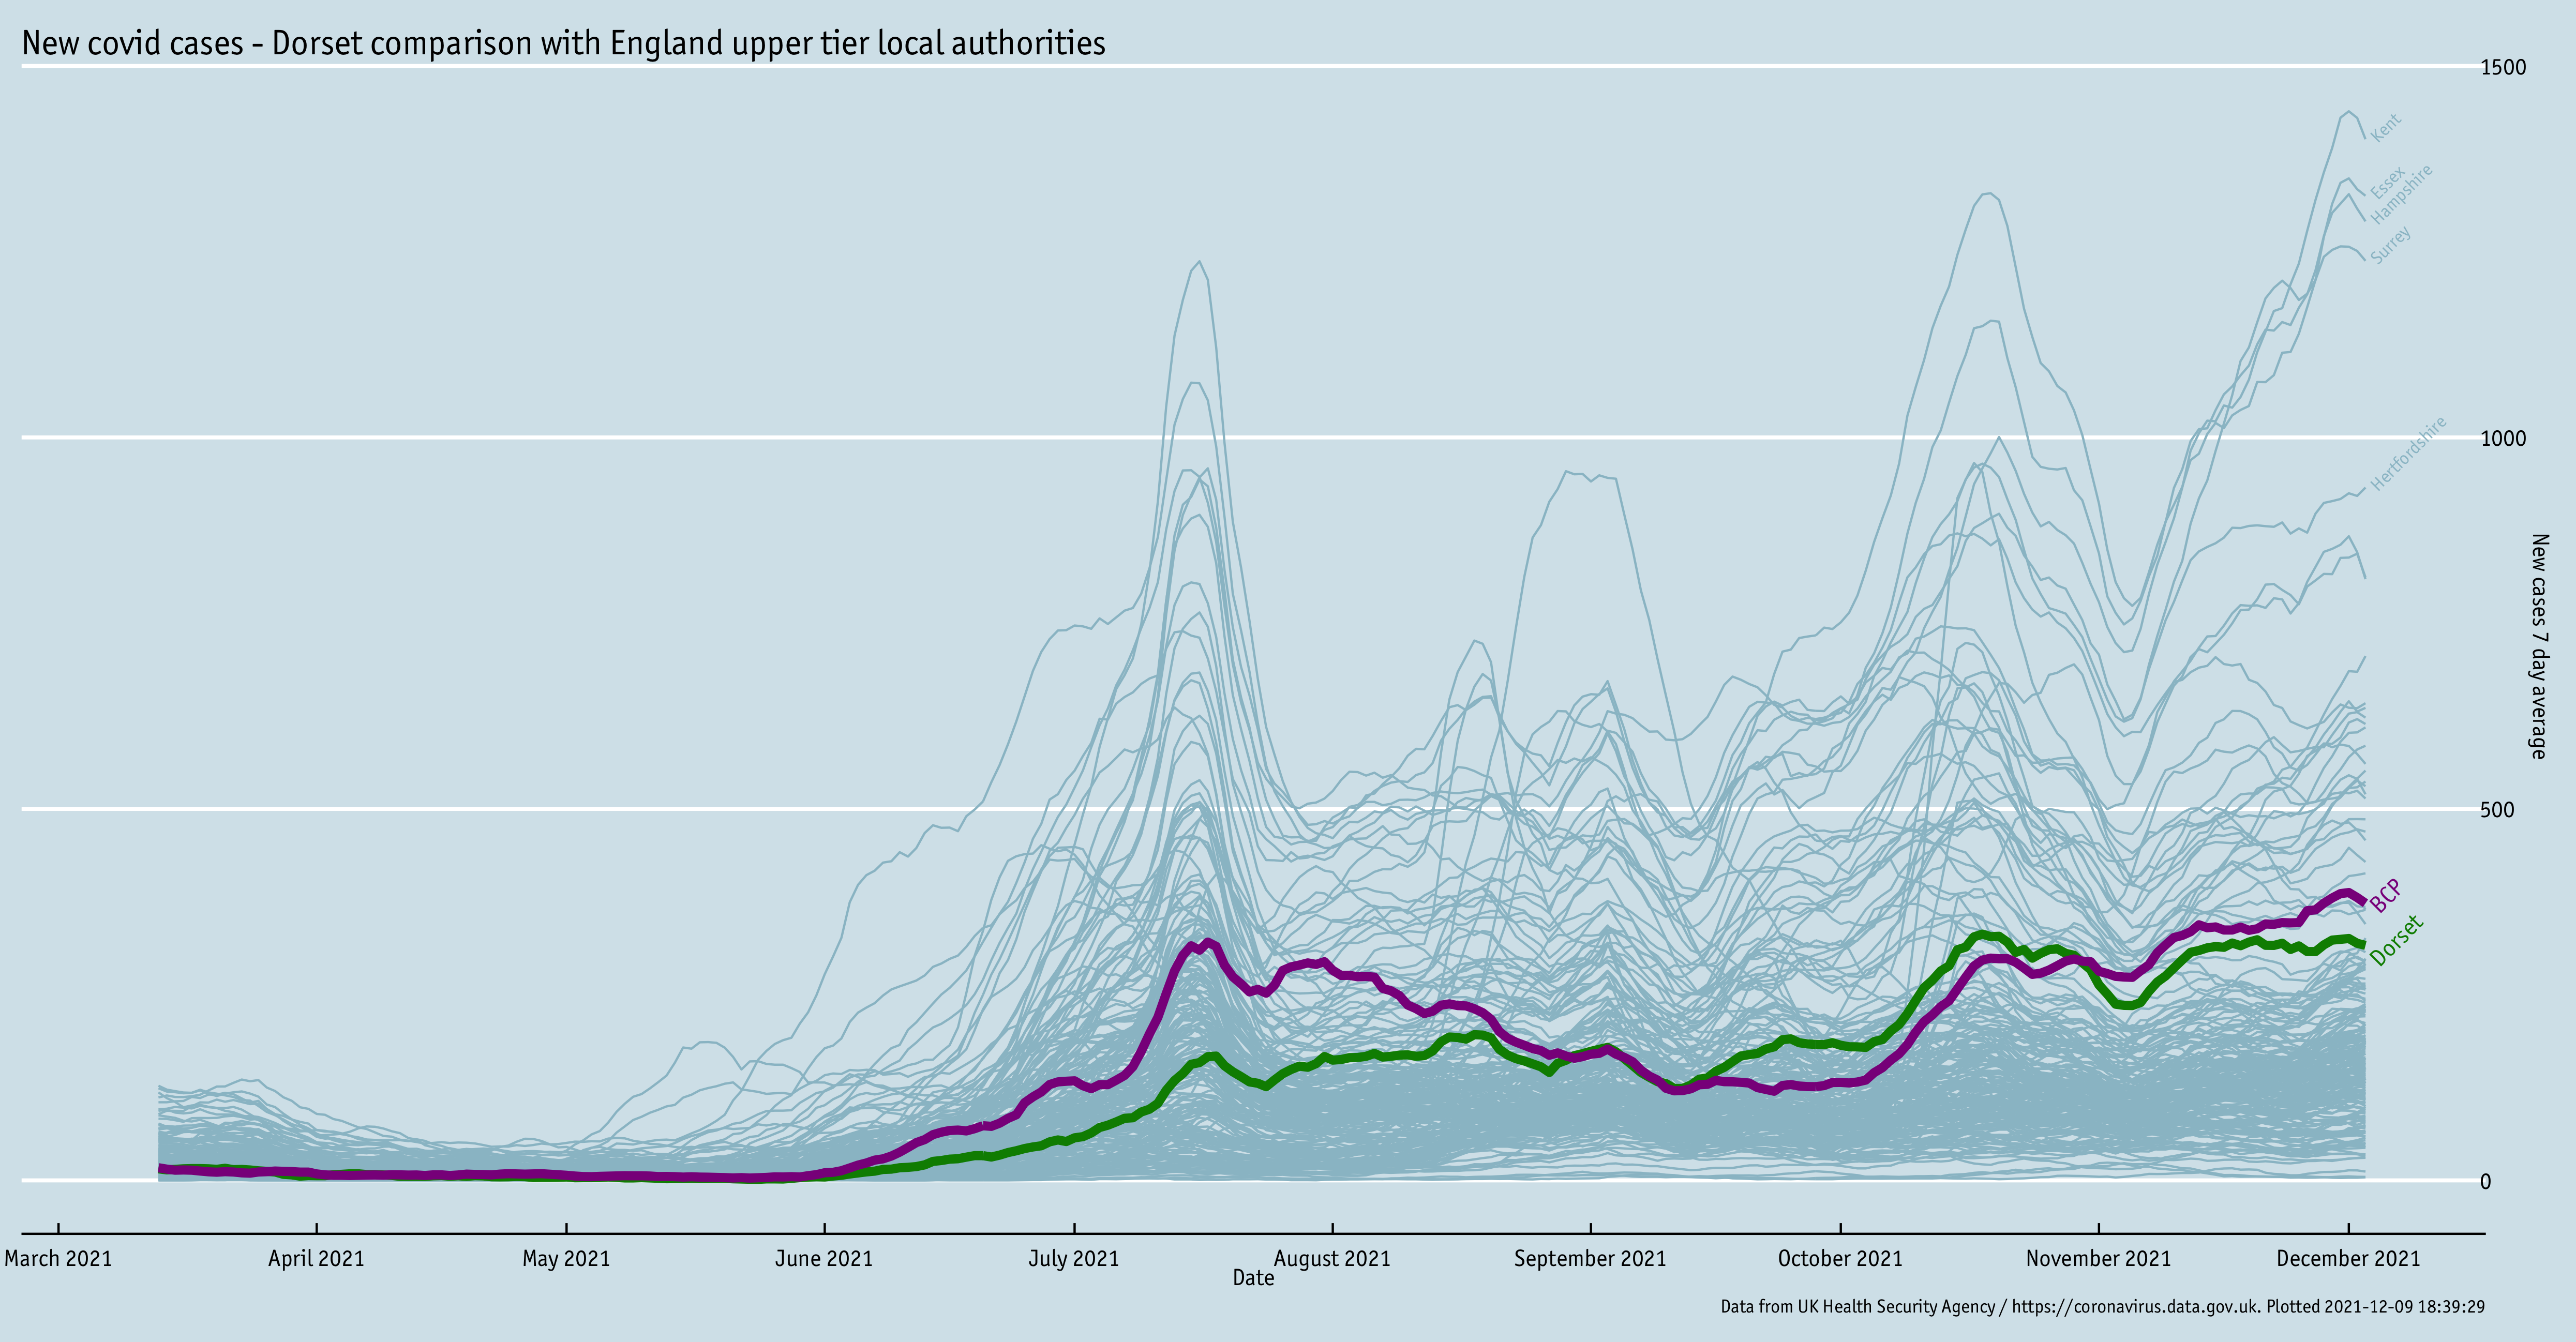 New covid cases - Dorset comparison with England upper tier local authorities
1500
Kent
Essex
Hampshire
Surrey
1000
Hertfordshire
New cases 7 day average
500
BCP
Dorset
0
March 2021
April 2021
May 2021
June 2021
July 2021
August 2021
September 2021
October 2021
November 2021
December 2021
Date
Data from UK Health Security Agency / https://coronavirus.data.gov.uk. Plotted 2021-12-09 18:39:29